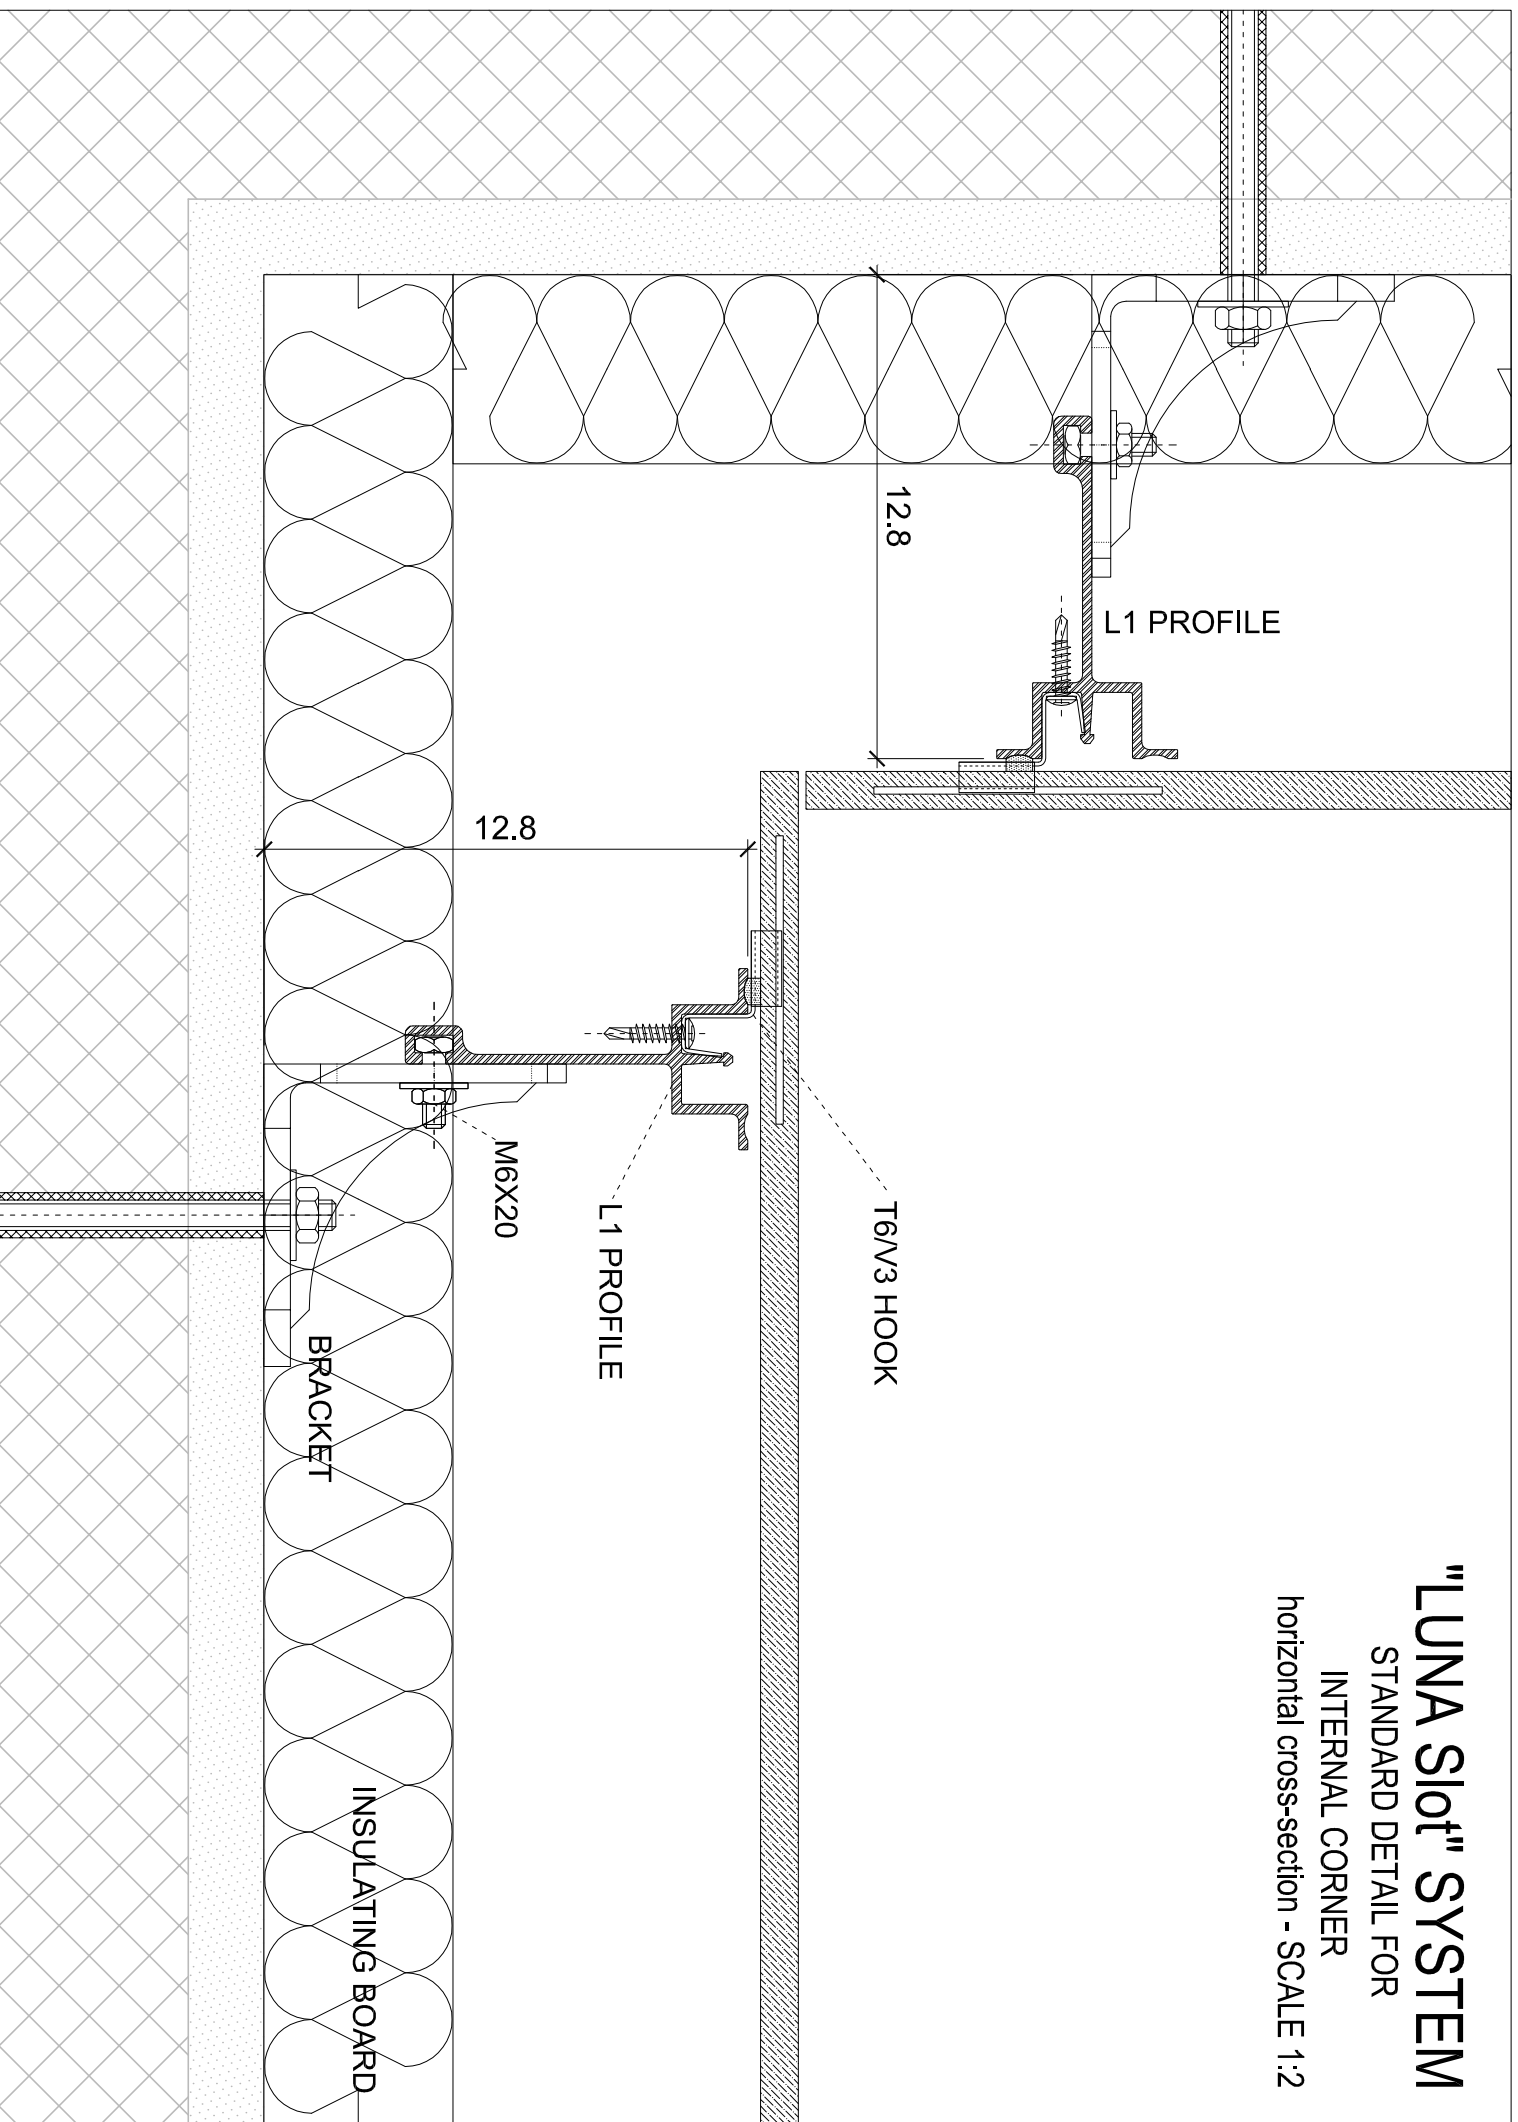 "LUNA Slot" SYSTEM
STANDARD DETAIL FOR
INTERNAL CORNER
horizontal cross-section - SCALE 1:2
L1 PROFILE
12.8
12.8
T6/V3 HOOK
L1 PROFILE
M6X20
BRACKET
INSULATING BOARD